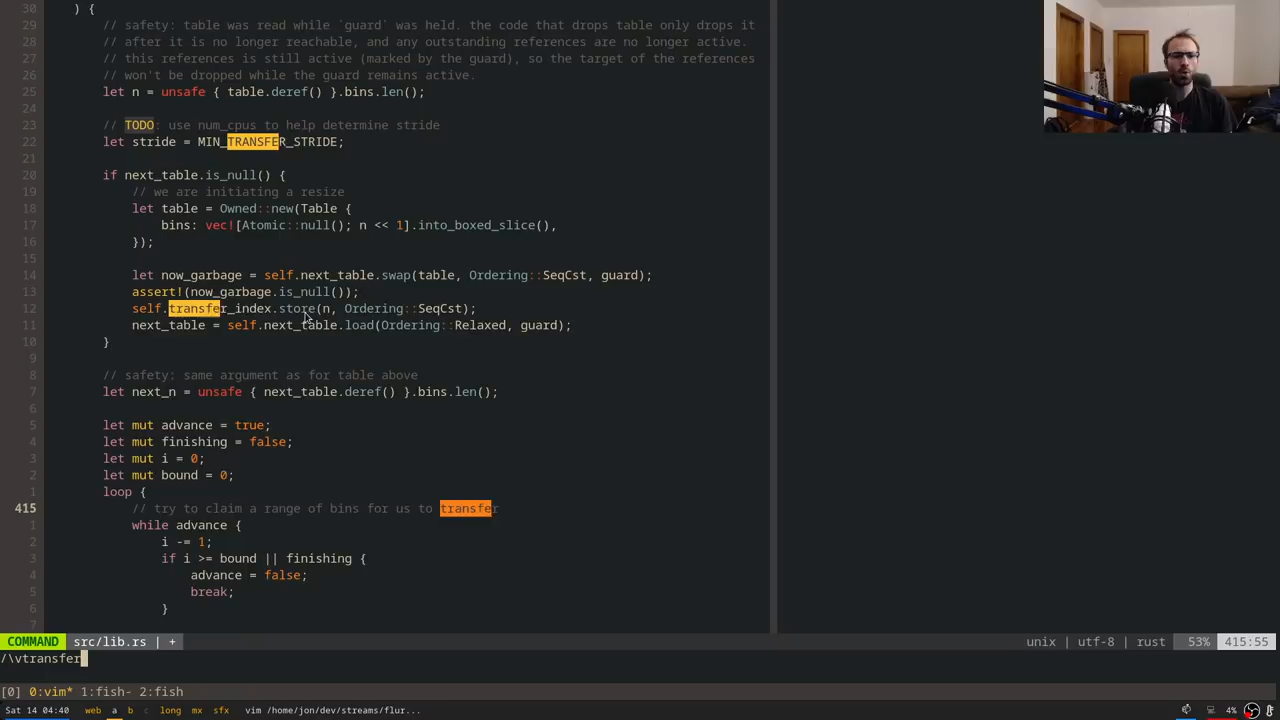 30 ) {
29 // safety: table was read while `guard` was held. the code that drops table only drops it
28 // after it is no longer reachable, and any outstanding references are no longer active.
27 // this references is still active (marked by the guard), so the target of the references
26 // won't be dropped while the guard remains active.
25 let n = unsafe { table.deref() }.bins.len();
24
23 // TODO: use num_cpus to help determine stride
22 let stride = MIN_TRANSFER_STRIDE;
21
20 if next_table.is_null() {
19 // we are initiating a resize
18 let table = Owned::new(Table {
17 bins: vec![Atomic::null(); n << 1].into_boxed_slice(),
16 });
15
14 let now_garbage = self.next_table.swap(table, Ordering::SeqCst, guard);
13 assert!(now_garbage.is_null());
12 self.transfer_index.store(n, Ordering::SeqCst);
11 next_table = self.next_table.load(Ordering::Relaxed, guard);
10 }
9
8 // safety: same argument as for table above
7 let next_n = unsafe { next_table.deref() }.bins.len();
6
5 let mut advance = true;
4 let mut finishing = false;
3 let mut i = 0;
2 let mut bound = 0;
1 loop {
415 // try to claim a range of bins for us to transfer
1 while advance {
2 i -= 1;
3 if i >= bound || finishing {
4 advance = false;
5 break;
6 }
7
COMMAND src/lib.rs | + unix | utf-8 | rust 53% 415:55
/\vtransfer
[0] 0:vim* 1:fish- 2:fish
Sat 14 04:40 web a b c long mx sfx vim /home/jon/dev/streams/flur... 4%